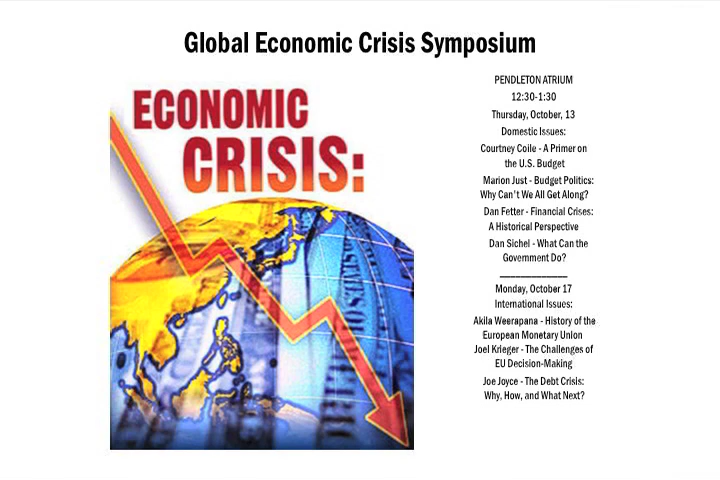 Global Economic Crisis Symposium
ECONOMIC
CRISIS:
PENDLETON ATRIUM
12:30-1:30
Thursday, October, 13
Domestic Issues:
Courtney Coile - A Primer on
the U.S. Budget
Marion Just - Budget Politics:
Why Can't We All Get Along?
Dan Fetter - Financial Crises:
A Historical Perspective
Dan Sichel - What Can the
Government Do?
Monday, October 17
International Issues:
Akila Weerapana - History of the
European Monetary Union
Joel Krieger - The Challenges of
EU Decision-Making
Joe Joyce - The Debt Crisis:
Why, How, and What Next?